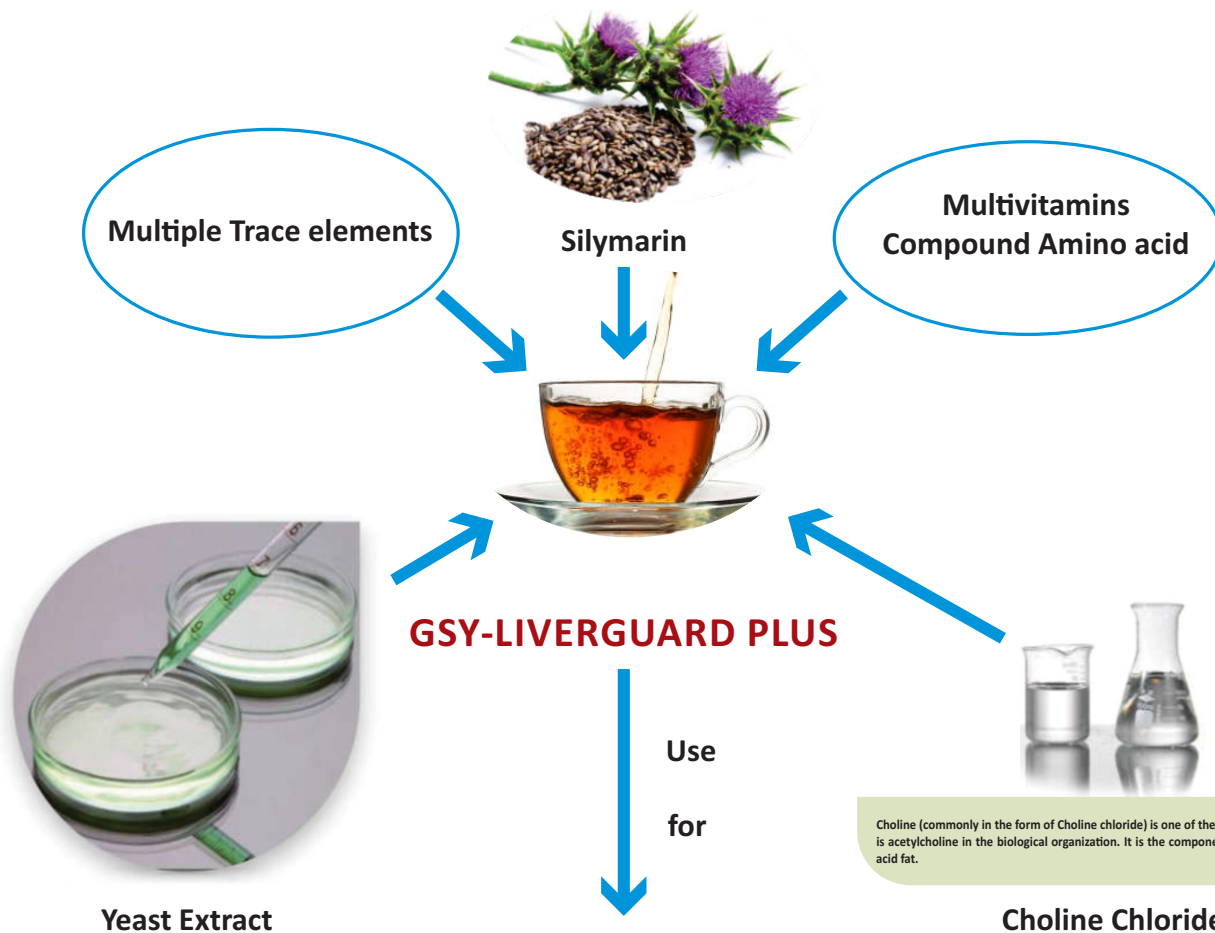 Multiple Trace elements
Silymarin
Multivitamins
Compound Amino acid
GSY-LIVERGUARD PLUS
Use
for
Choline (commonly in the form of Choline chloride) is one of the
is acetylcholine in the biological organization. It is the compone
acid fat.
Yeast Extract
Choline Chloride